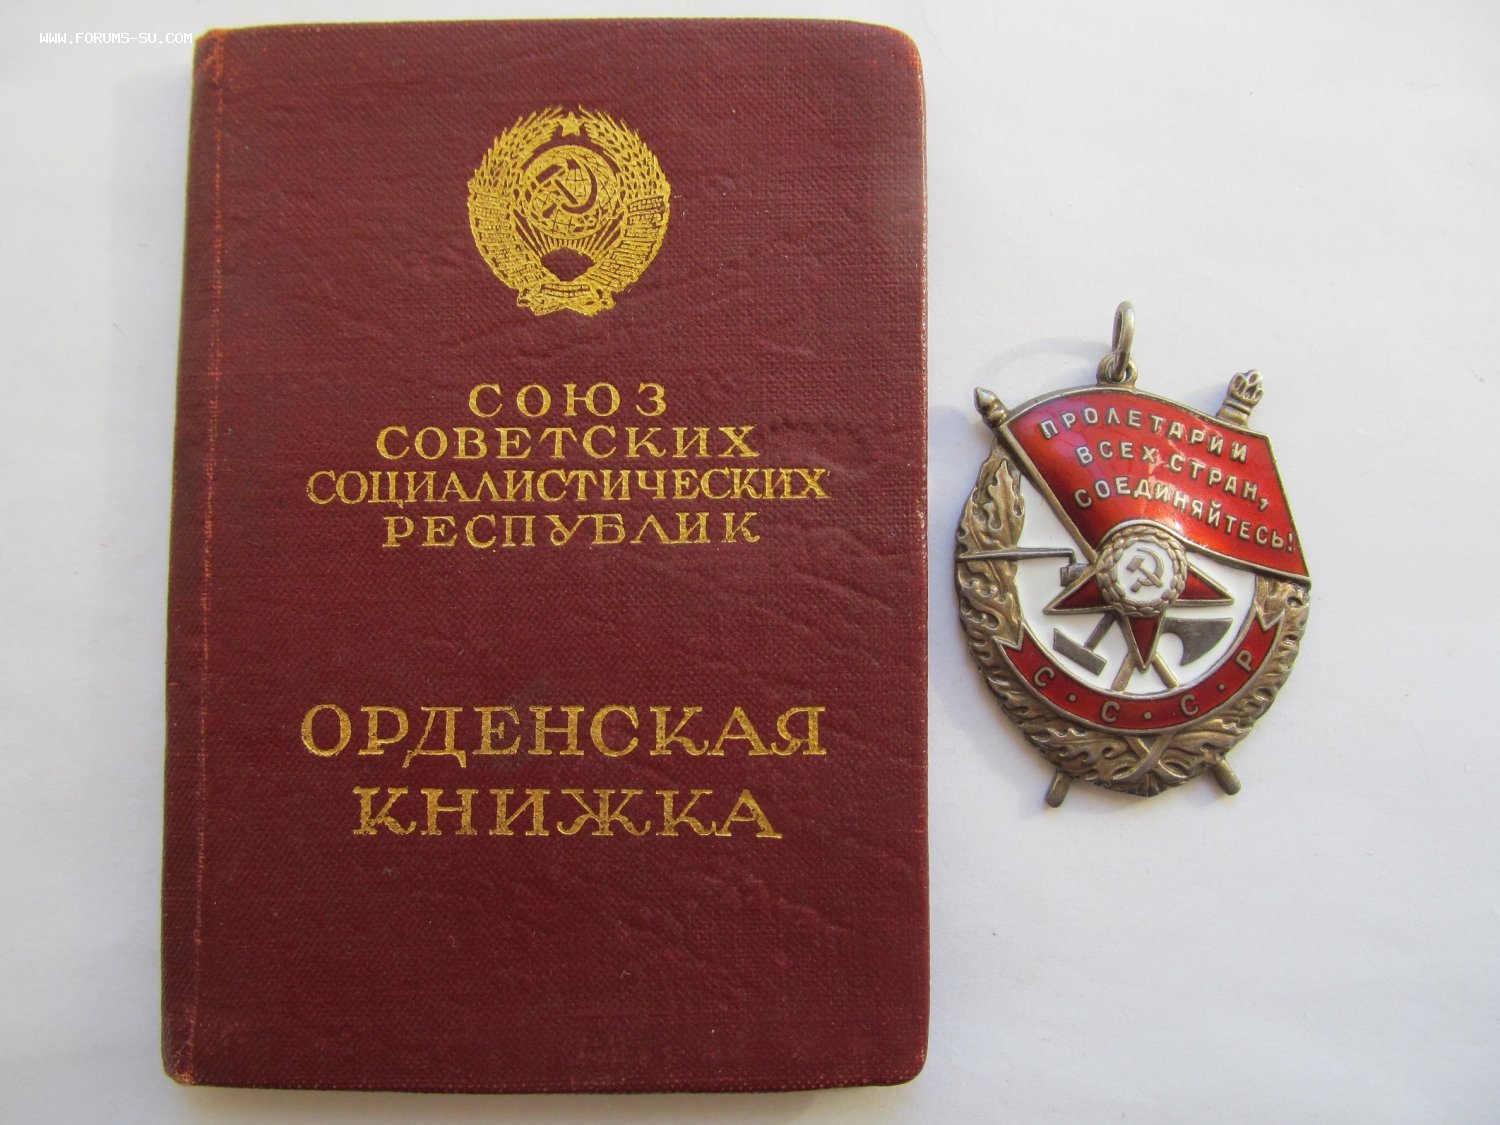 WWW.FORUMS-SU.COM
СОЮЗ
СОВЕТСКИХ
СОЦИАЛИСТИЧЕСКИХ
РЕСПУБЛИК
ОРДЕНСКАЯ
КНИЖКА
ПРОЛЕТАРИИ
ВСЕХ СТРАН,
СОЕДИНЯЙТЕСЬ!
С·С·С·Р